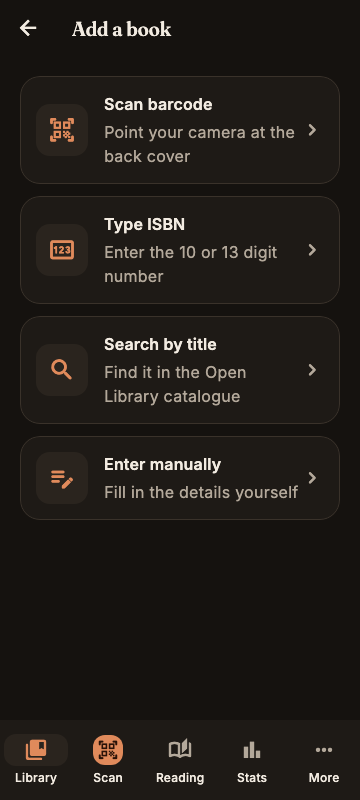 Add a book
Scan barcode
Point your camera at the
back cover
123
Type ISBN
Enter the 10 or 13 digit
number
Search by title
Find it in the Open
Library catalogue
Enter manually
Fill in the details yourself
Library
Scan
Reading
Stats
More